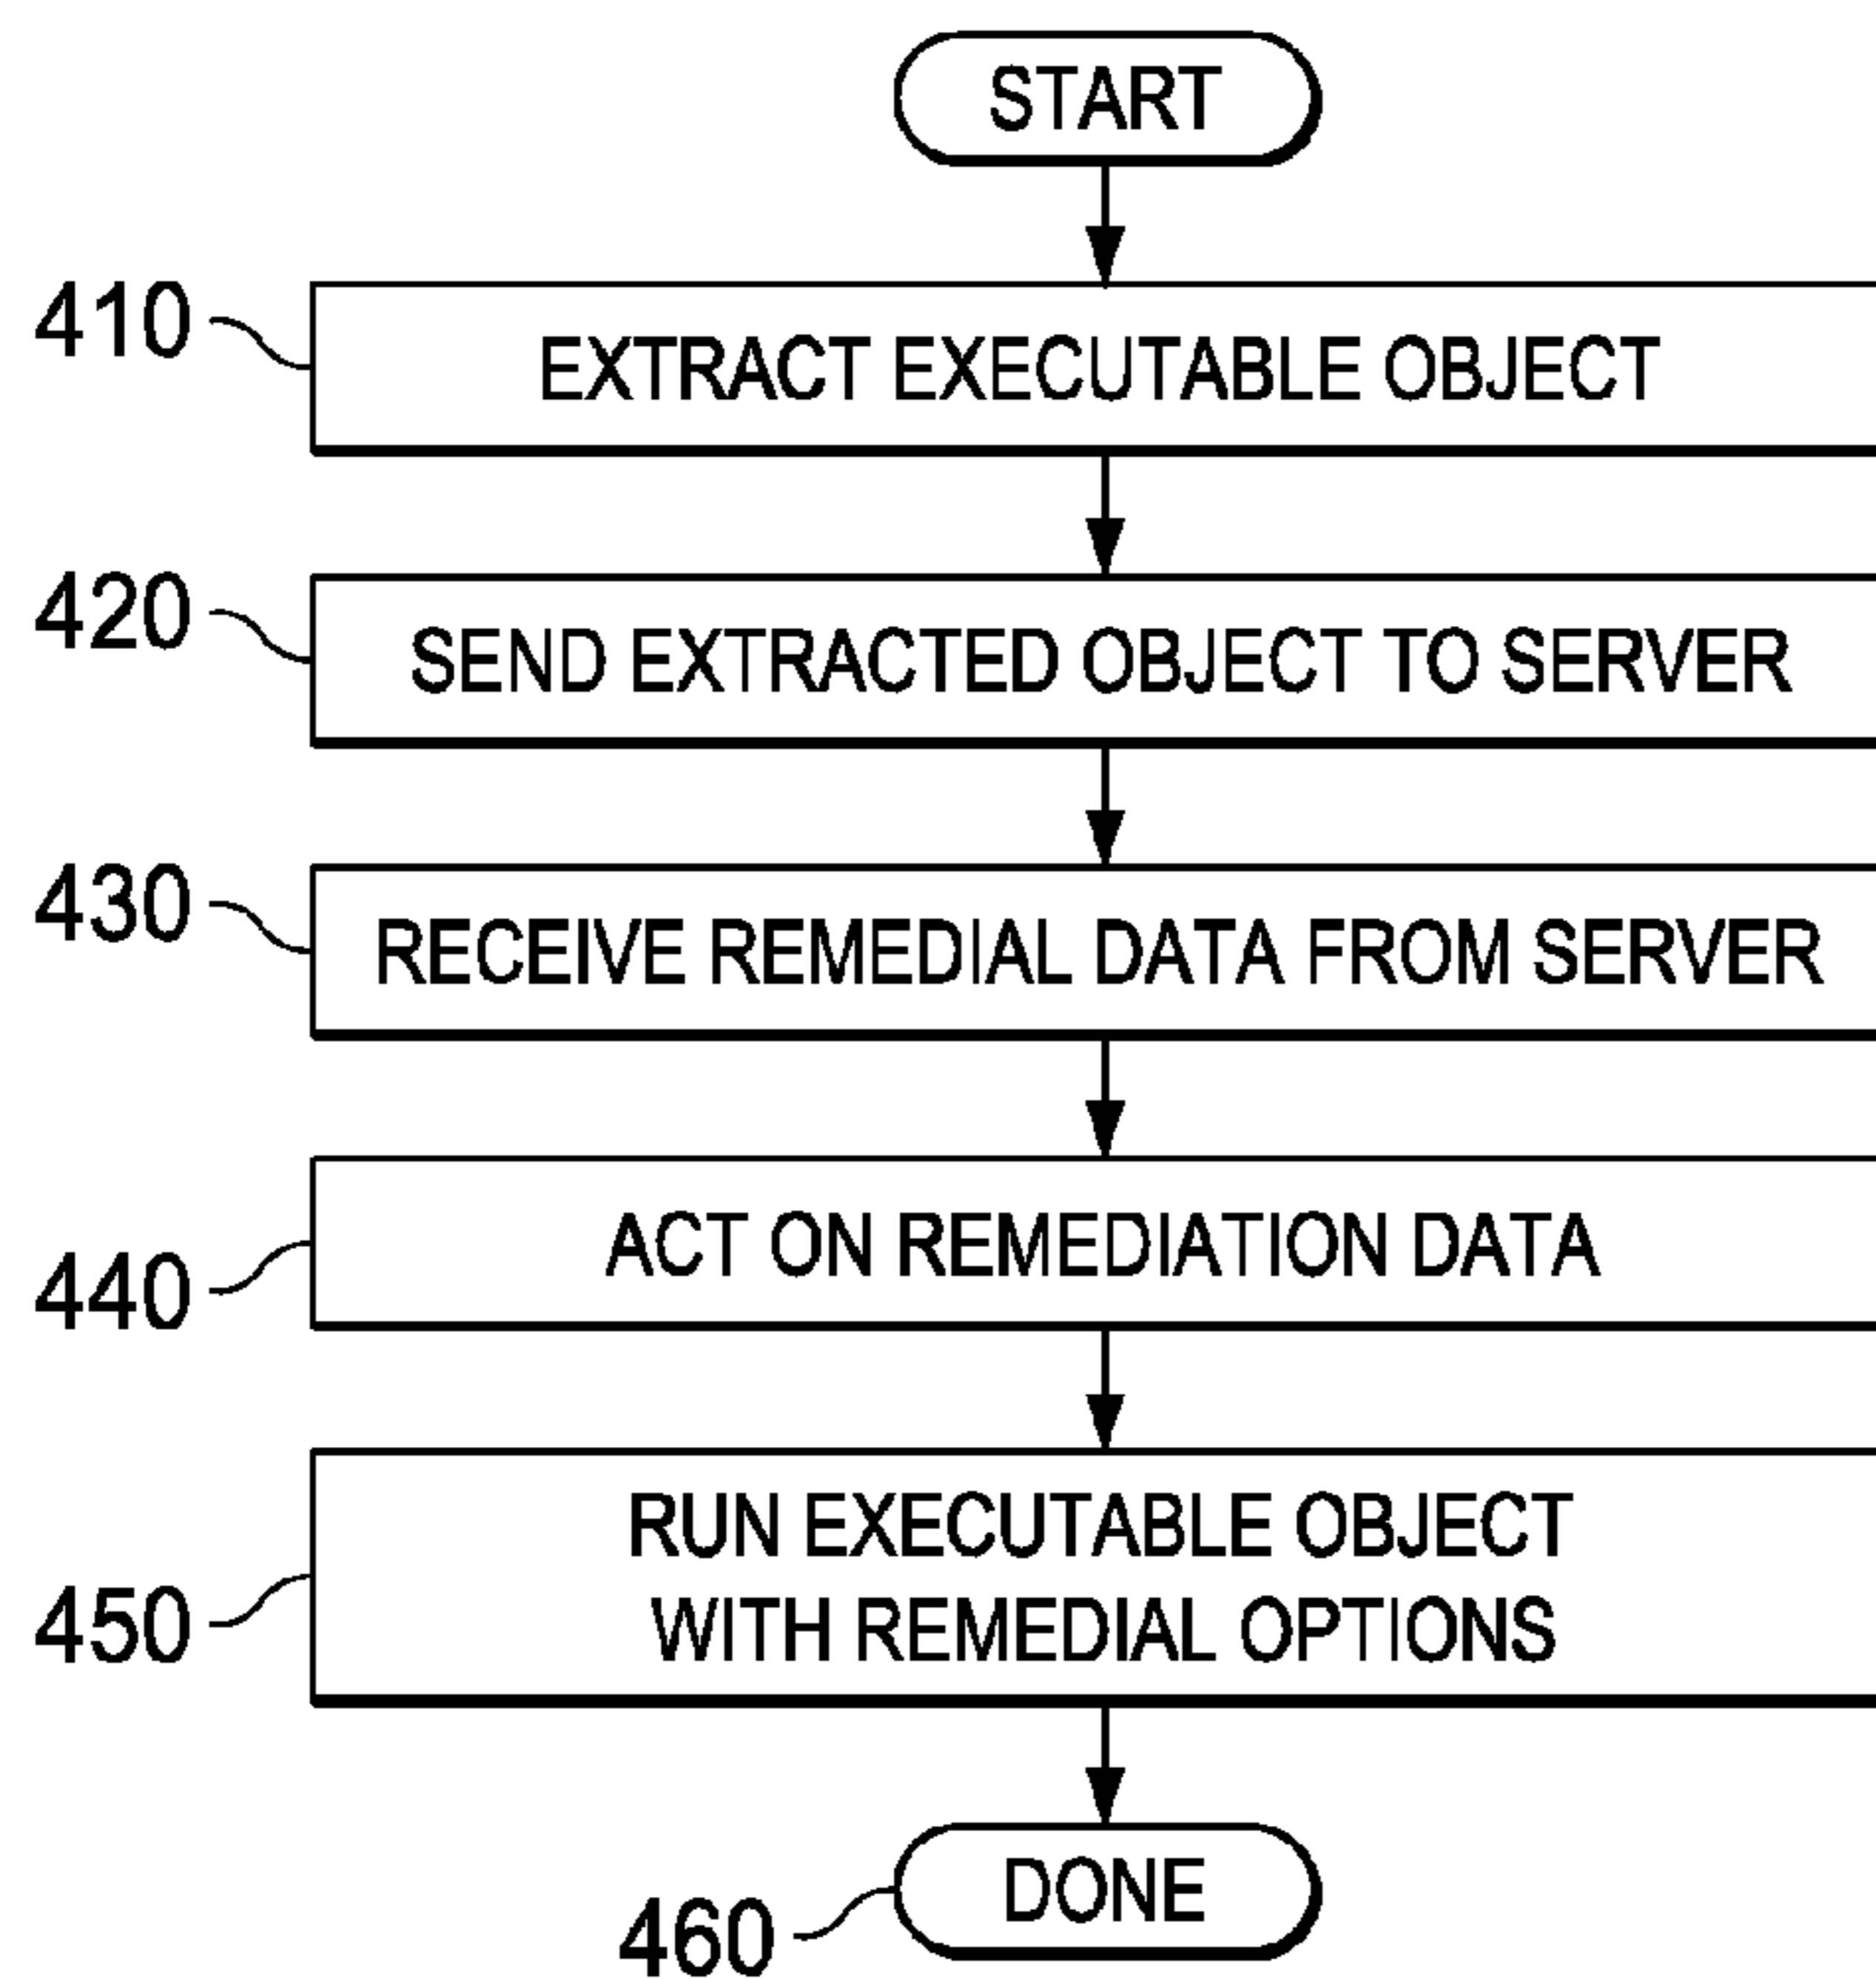 START
410
EXTRACT EXECUTABLE OBJECT
420
SEND EXTRACTED OBJECT TO SERVER
430
RECEIVE REMEDIAL DATA FROM SERVER
440
ACT ON REMEDIATION DATA
450
RUN EXECUTABLE OBJECT
WITH REMEDIAL OPTIONS
460
DONE